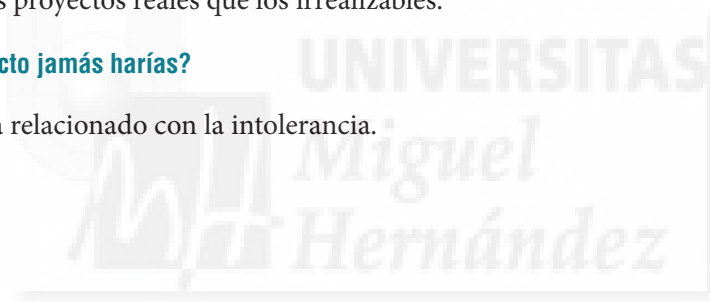 s proyectos reales que los irrealizables.
cto jamás harías?
relacionado con la intolerancia.
UNIVERSITAS
Miguel
Hernández